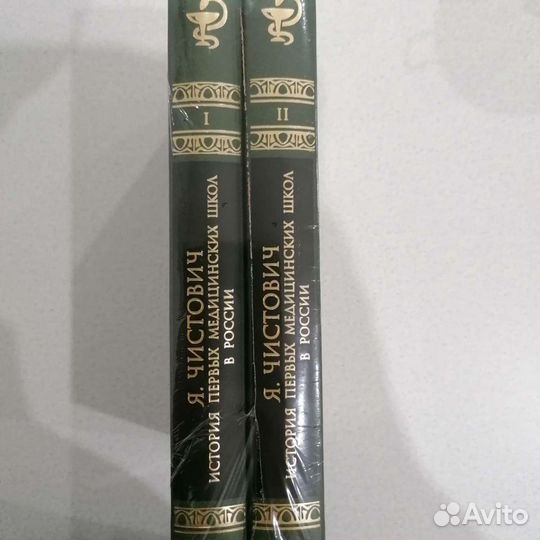 I
Я. ЧИСТОВИЧ
ИСТОРИЯ ПЕРВЫХ МЕДИЦИНСКИХ ШКОЛ
В РОССИИ
II
Я. ЧИСТОВИЧ
ИСТОРИЯ ПЕРВЫХ МЕДИЦИНСКИХ ШКОЛ
В РОССИИ
Avito